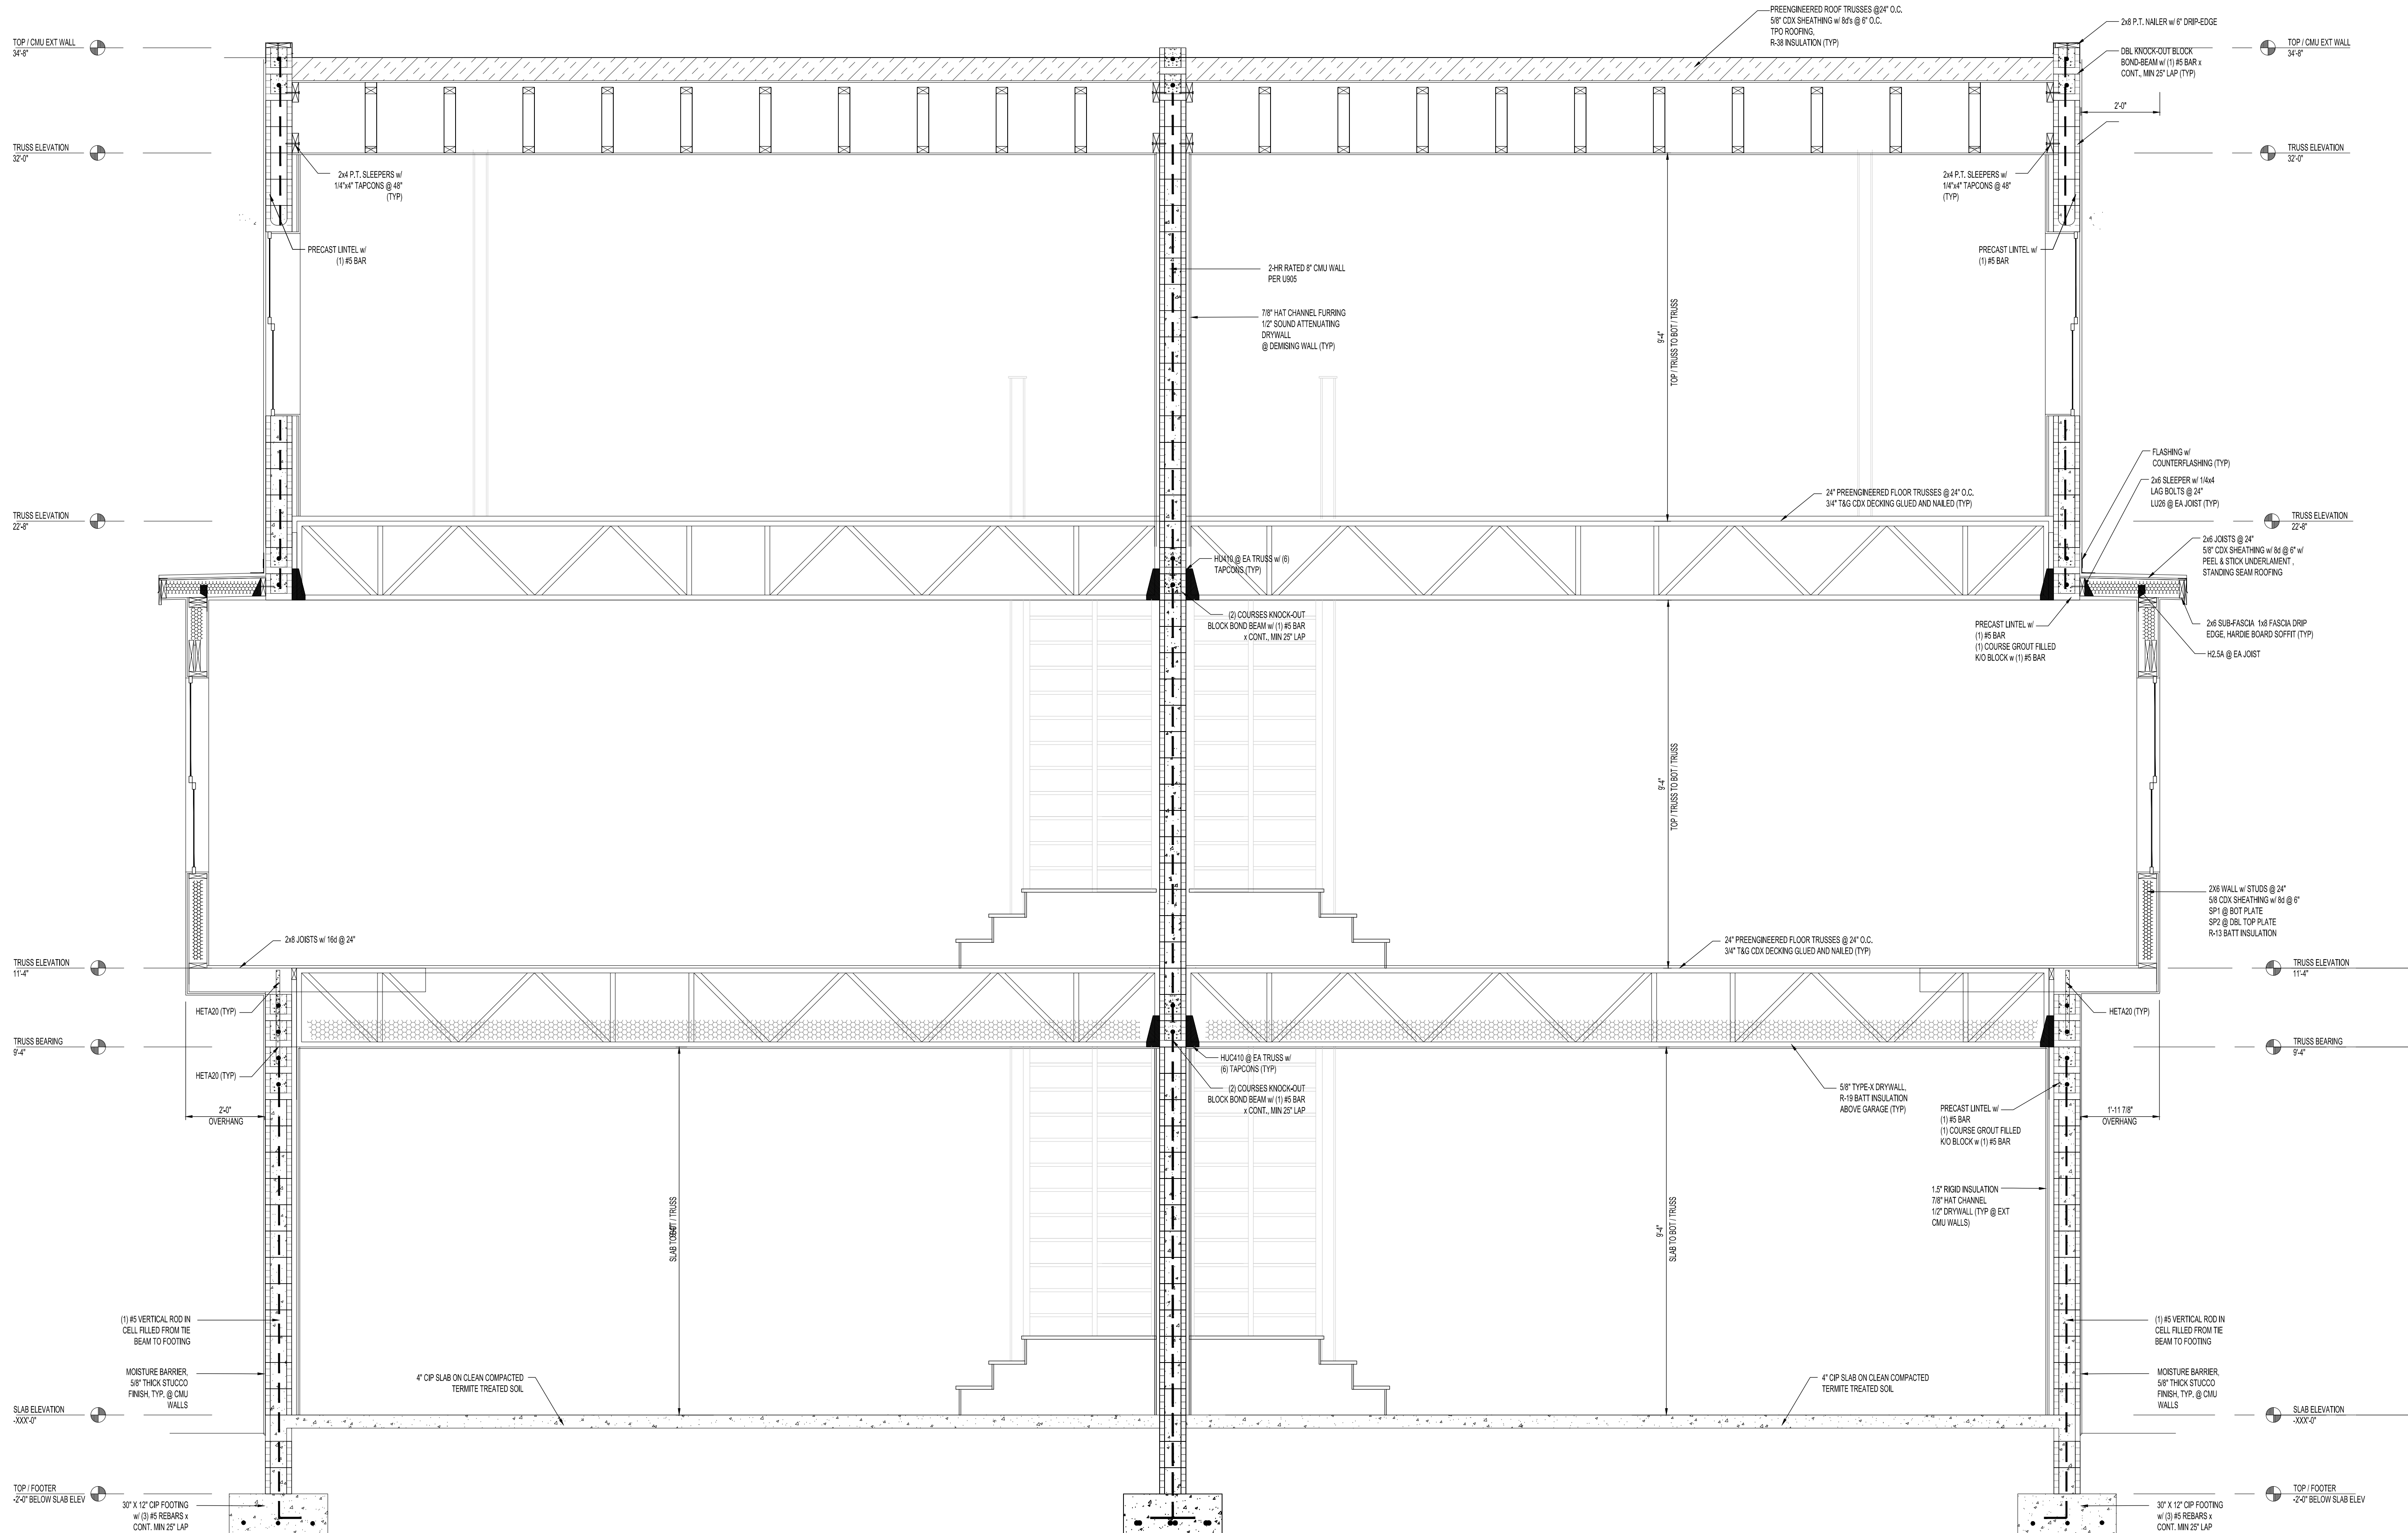 PREENGINEERED ROOF TRUSSES @24" O.C.
5/8" CDX SHEATHING w/ 8d's @ 6" O.C.
TPO ROOFING,
R-38 INSULATION (TYP)
2x8 P.T. NAILER w/ 6" DRIP-EDGE
TOP / CMU EXT WALL
34'-8"
TOP / CMU EXT WALL
34'-8"
DBL KNOCK-OUT BLOCK
BOND-BEAM w/ (1) #5 BAR x
CONT., MIN 25" LAP (TYP)
2'-0"
TRUSS ELEVATION
32'-0"
TRUSS ELEVATION
32'-0"
2x4 P.T. SLEEPERS w/
1/4"x4" TAPCONS @ 48"
(TYP)
2x4 P.T. SLEEPERS w/
1/4"x4" TAPCONS @ 48"
(TYP)
PRECAST LINTEL w/
(1) #5 BAR
PRECAST LINTEL w/
(1) #5 BAR
2-HR RATED 8" CMU WALL
PER U905
7/8" HAT CHANNEL FURRING
1/2" SOUND ATTENUATING
DRYWALL
@ DEMISING WALL (TYP)
9'-4"
TOP / TRUSS TO BOT / TRUSS
FLASHING w/
COUNTERFLASHING (TYP)
2x6 SLEEPER w/ 1/4x4
LAG BOLTS @ 24"
LU26 @ EA JOIST (TYP)
24" PREENGINEERED FLOOR TRUSSES @ 24" O.C.
3/4" T&G CDX DECKING GLUED AND NAILED (TYP)
TRUSS ELEVATION
22'-8"
TRUSS ELEVATION
22'-8"
2x6 JOISTS @ 24"
5/8" CDX SHEATHING w/ 8d @ 6" w/
PEEL & STICK UNDERLAMENT ,
STANDING SEAM ROOFING
HU410 @ EA TRUSS w/ (6)
TAPCONS (TYP)
(2) COURSES KNOCK-OUT
BLOCK BOND BEAM w/ (1) #5 BAR
x CONT., MIN 25" LAP
PRECAST LINTEL w/
(1) #5 BAR
(1) COURSE GROUT FILLED
K/O BLOCK w (1) #5 BAR
2x6 SUB-FASCIA 1x8 FASCIA DRIP
EDGE, HARDIE BOARD SOFFIT (TYP)
H2.5A @ EA JOIST
9'-4"
TOP / TRUSS TO BOT / TRUSS
2X6 WALL w/ STUDS @ 24"
5/8 CDX SHEATHING w/ 8d @ 6"
SP1 @ BOT PLATE
SP2 @ DBL TOP PLATE
R-13 BATT INSULATION
2x8 JOISTS w/ 16d @ 24"
24" PREENGINEERED FLOOR TRUSSES @ 24" O.C.
3/4" T&G CDX DECKING GLUED AND NAILED (TYP)
TRUSS ELEVATION
11'-4"
TRUSS ELEVATION
11'-4"
HETA20 (TYP)
HETA20 (TYP)
TRUSS BEARING
9'-4"
TRUSS BEARING
9'-4"
HETA20 (TYP)
HUC410 @ EA TRUSS w/
(6) TAPCONS (TYP)
(2) COURSES KNOCK-OUT
BLOCK BOND BEAM w/ (1) #5 BAR
x CONT., MIN 25" LAP
5/8" TYPE-X DRYWALL,
R-19 BATT INSULATION
ABOVE GARAGE (TYP)
PRECAST LINTEL w/
(1) #5 BAR
(1) COURSE GROUT FILLED
K/O BLOCK w (1) #5 BAR
2'-0"
OVERHANG
1'-11 7/8"
OVERHANG
1.5" RIGID INSULATION
7/8" HAT CHANNEL
1/2" DRYWALL (TYP @ EXT
CMU WALLS)
SLAB TO BOT / TRUSS
9'-4"
SLAB TO BOT / TRUSS
(1) #5 VERTICAL ROD IN
CELL FILLED FROM TIE
BEAM TO FOOTING
(1) #5 VERTICAL ROD IN
CELL FILLED FROM TIE
BEAM TO FOOTING
MOISTURE BARRIER,
5/8" THICK STUCCO
FINISH, TYP. @ CMU
WALLS
4" CIP SLAB ON CLEAN COMPACTED
TERMITE TREATED SOIL
4" CIP SLAB ON CLEAN COMPACTED
TERMITE TREATED SOIL
MOISTURE BARRIER,
5/8" THICK STUCCO
FINISH, TYP. @ CMU
WALLS
SLAB ELEVATION
-XXX'-0"
SLAB ELEVATION
-XXX'-0"
TOP / FOOTER
-2'-0" BELOW SLAB ELEV
TOP / FOOTER
-2'-0" BELOW SLAB ELEV
30" X 12" CIP FOOTING
w/ (3) #5 REBARS x
CONT. MIN 25" LAP
30" X 12" CIP FOOTING
w/ (3) #5 REBARS x
CONT. MIN 25" LAP